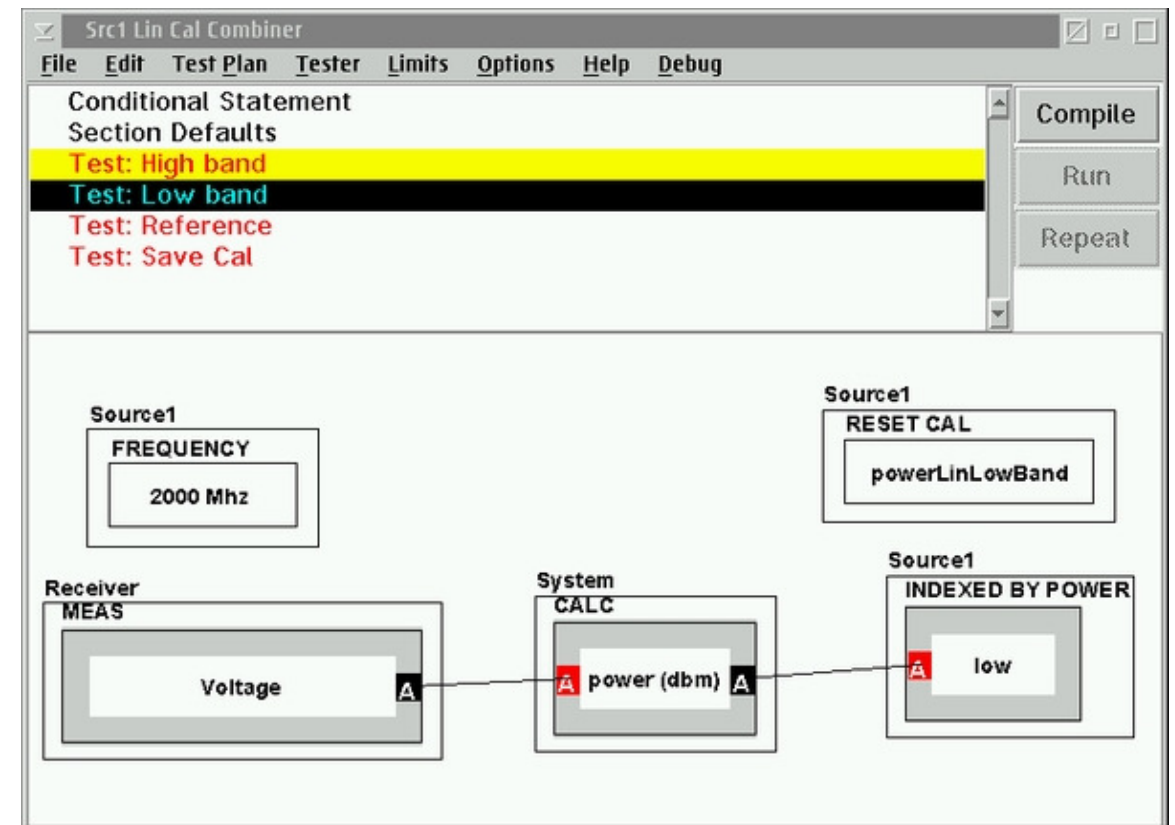 Src1 Lin Cal Combiner
File Edit Test Plan Tester Limits Options Help Debug
Conditional Statement
Section Defaults
Test: High band
Test: Low band
Test: Reference
Test: Save Cal
Compile
Run
Repeat
Source1
FREQUENCY
2000 Mhz
Source1
RESET CAL
powerLinLowBand
Receiver
MEAS
Voltage
A
System
CALC
A power (dbm) A
Source1
INDEXED BY POWER
A low